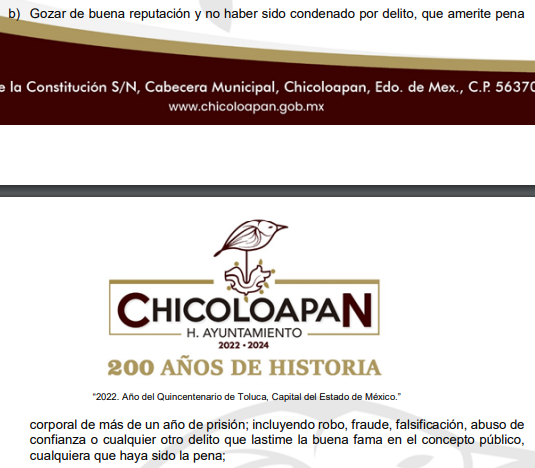 b) Gozar de buena reputación y no haber sido condenado por delito, que amerite pena
e la Constitución S/N, Cabecera Municipal, Chicoloapan, Edo. de Mex., C.P. 56370
www.chicoloapan.gob.mx
CHICOLOAPAN
H. AYUNTAMIENTO
2022 • 2024
200 AÑOS DE HISTORIA
"2022. Año del Quincentenario de Toluca, Capital del Estado de México."
corporal de más de un año de prisión; incluyendo robo, fraude, falsificación, abuso de
confianza o cualquier otro delito que lastime la buena fama en el concepto público,
cualquiera que haya sido la pena;